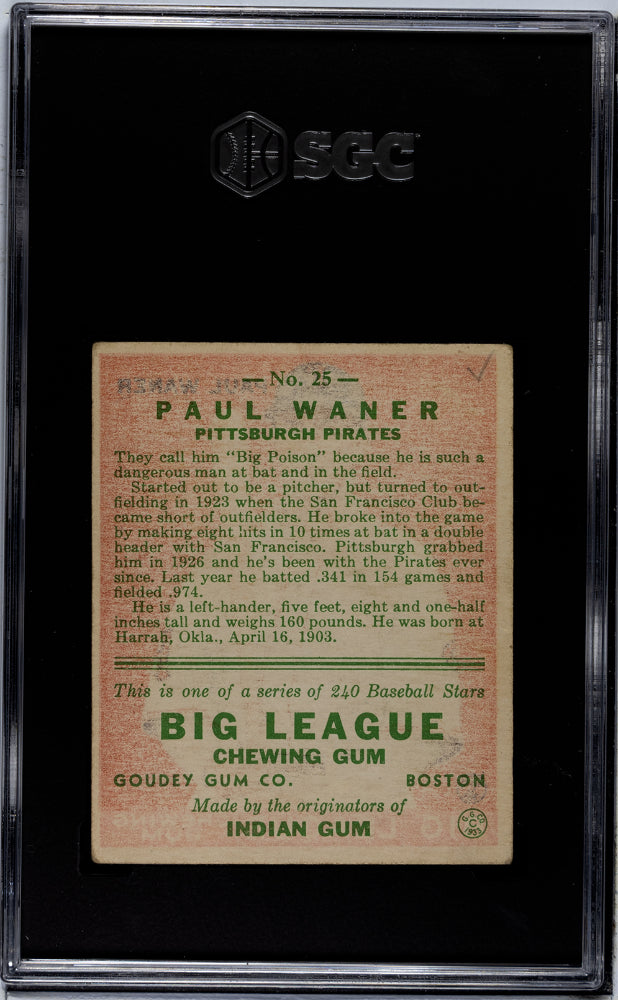 SGC
— No. 25 —
PAUL WANER
PITTSBURGH PIRATES
They call him "Big Poison" because he is such a
dangerous man at bat and in the field.
Started out to be a pitcher, but turned to out-
fielding in 1923 when the San Francisco Club be-
came short of outfielders. He broke into the game
by making eight hits in 10 times at bat in a double
header with San Francisco. Pittsburgh grabbed
him in 1926 and he's been with the Pirates ever
since. Last year he batted .341 in 154 games and
fielded .974.
He is a left-hander, five feet, eight and one-half
inches tall and weighs 160 pounds. He was born at
Harrah, Okla., April 16, 1903.
This is one of a series of 240 Baseball Stars
BIG LEAGUE
CHEWING GUM
GOUDEY GUM CO. BOSTON
Made by the originators of
INDIAN GUM
G. G. CO.
C
1933